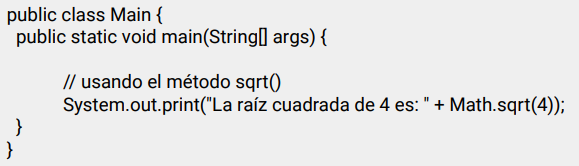 public class Main {
public static void main(String[] args) {
// usando el método sqrt()
System.out.print("La raíz cuadrada de 4 es: " + Math.sqrt(4));
}
}